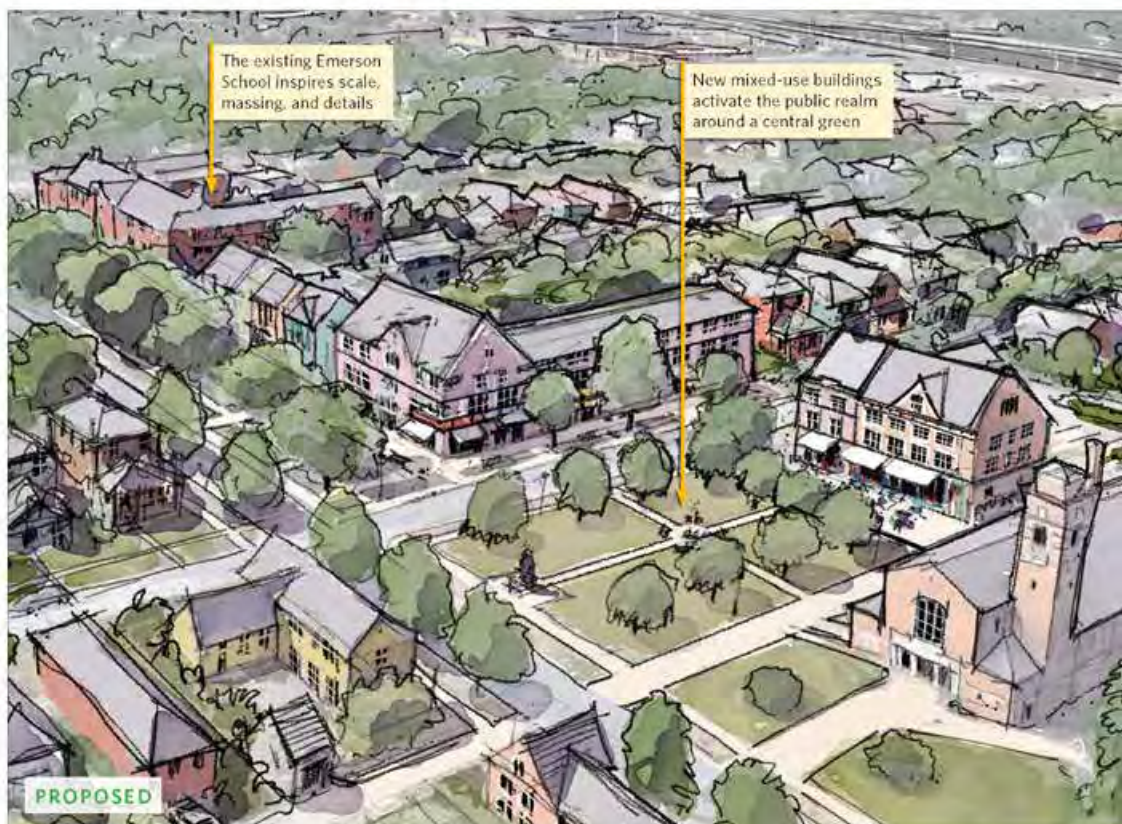 The existing Emerson
School inspires scale,
massing, and details
New mixed-use buildings
activate the public realm
around a central green
PROPOSED